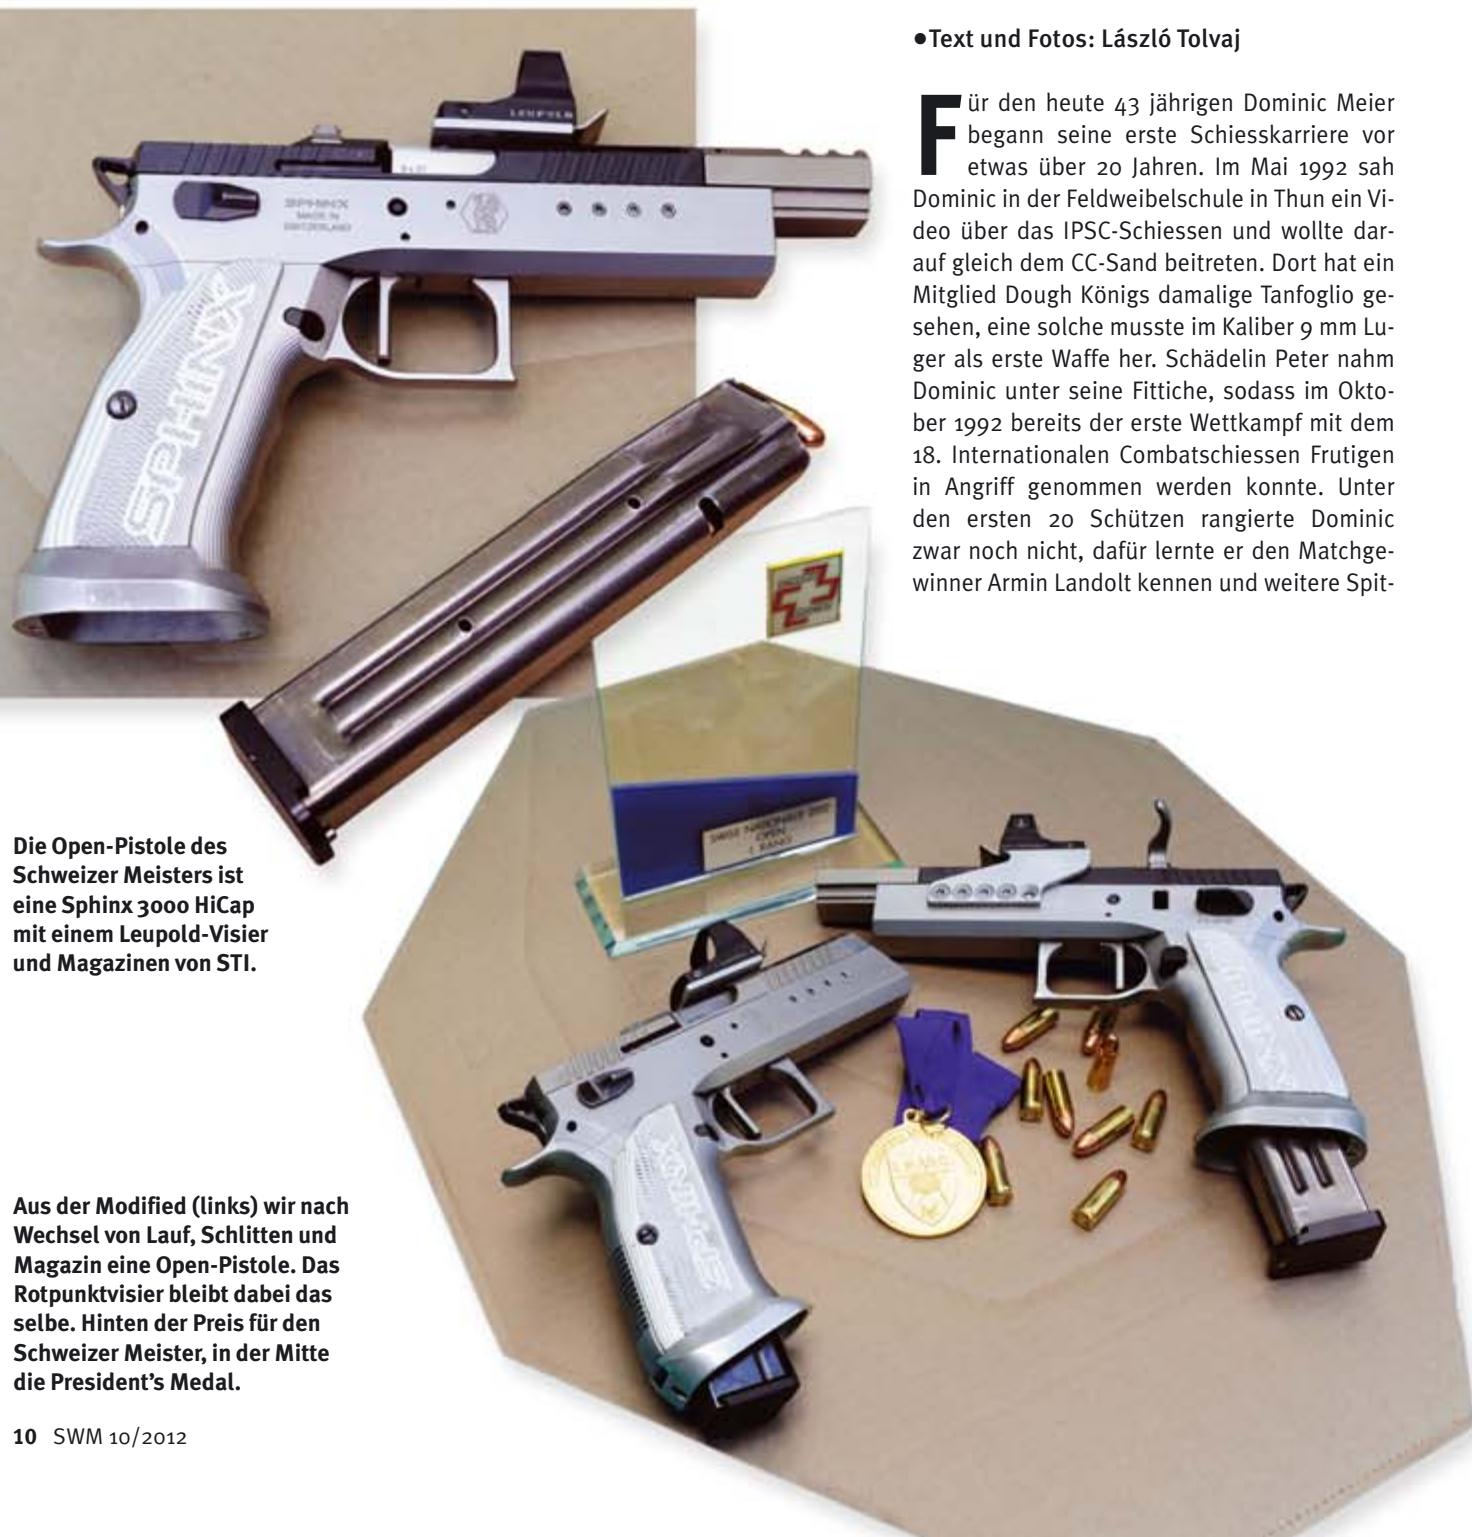 •Text und Fotos: László Tolvaj
Für den heute 43 jährigen Dominic Meier
begann seine erste Schiesskarriere vor
etwas über 20 Jahren. Im Mai 1992 sah
Dominic in der Feldweibelschule in Thun ein Vi-
deo über das IPSC-Schiessen und wollte dar-
auf gleich dem CC-Sand beitreten. Dort hat ein
Mitglied Dough Königs damalige Tanfoglio ge-
sehen, eine solche musste im Kaliber 9 mm Lu-
ger als erste Waffe her. Schädelin Peter nahm
Dominic unter seine Fittiche, sodass im Okto-
ber 1992 bereits der erste Wettkampf mit dem
18. Internationalen Combatschiessen Frutigen
in Angriff genommen werden konnte. Unter
den ersten 20 Schützen rangierte Dominic
zwar noch nicht, dafür lernte er den Matchge-
winner Armin Landolt kennen und weitere Spit-
LEUPOLD
9 x 21
SPHINX
MADE IN
SWITZERLAND
SPHINX
Die Open-Pistole des
Schweizer Meisters ist
eine Sphinx 3000 HiCap
mit einem Leupold-Visier
und Magazinen von STI.
OPEN
1. RANG
SPHINX
SPHINX
Aus der Modified (links) wir nach
Wechsel von Lauf, Schlitten und
Magazin eine Open-Pistole. Das
Rotpunktvisier bleibt dabei das
selbe. Hinten der Preis für den
Schweizer Meister, in der Mitte
die President's Medal.
10 SWM 10/2012